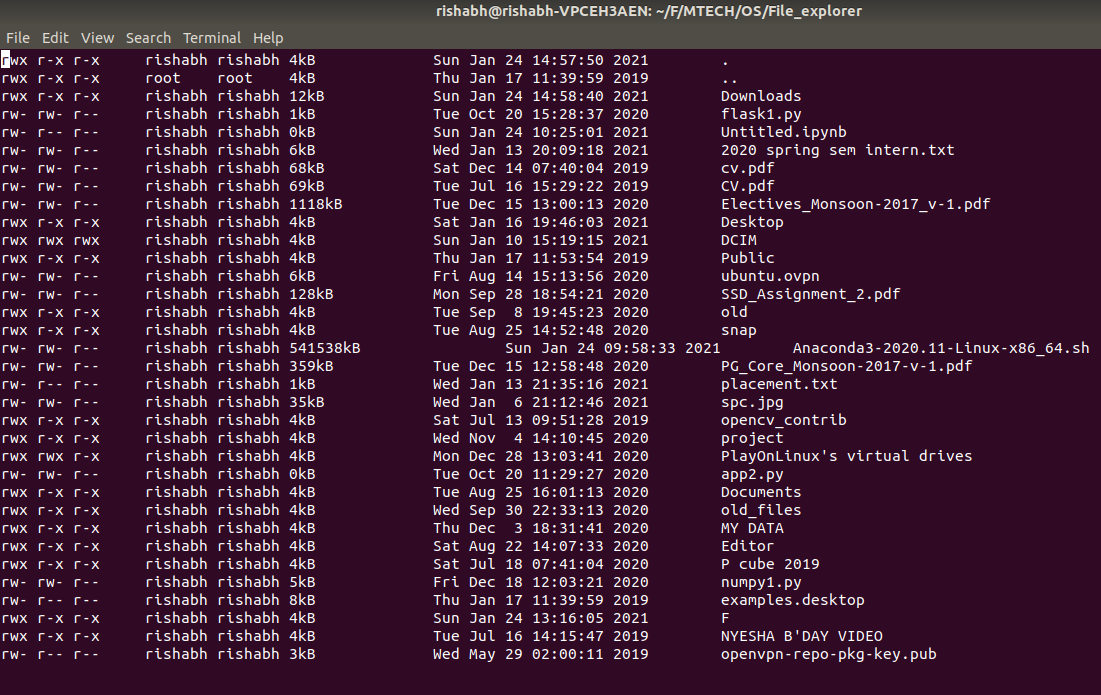 rishabh@rishabh-VPCEH3AEN: ~/F/MTECH/OS/File_explorer
File Edit View Search Terminal Help
rwx r-x r-x rishabh rishabh 4kB Sun Jan 24 14:57:50 2021 .
rwx r-x r-x root root 4kB Thu Jan 17 11:39:59 2019 ..
rwx r-x r-x rishabh rishabh 12kB Sun Jan 24 14:58:40 2021 Downloads
rw- rw- r-- rishabh rishabh 1kB Tue Oct 20 15:28:37 2020 flask1.py
rw- r-- r-- rishabh rishabh 0kB Sun Jan 24 10:25:01 2021 Untitled.ipynb
rw- rw- r-- rishabh rishabh 6kB Wed Jan 13 20:09:18 2021 2020 spring sem intern.txt
rw- rw- r-- rishabh rishabh 68kB Sat Dec 14 07:40:04 2019 cv.pdf
rw- rw- r-- rishabh rishabh 69kB Tue Jul 16 15:29:22 2019 CV.pdf
rw- rw- r-- rishabh rishabh 1118kB Tue Dec 15 13:00:13 2020 Electives_Monsoon-2017_v-1.pdf
rwx r-x r-x rishabh rishabh 4kB Sat Jan 16 19:46:03 2021 Desktop
rwx rwx rwx rishabh rishabh 4kB Sun Jan 10 15:19:15 2021 DCIM
rwx r-x r-x rishabh rishabh 4kB Thu Jan 17 11:53:54 2019 Public
rw- rw- r-- rishabh rishabh 6kB Fri Aug 14 15:13:56 2020 ubuntu.ovpn
rw- rw- r-- rishabh rishabh 128kB Mon Sep 28 18:54:21 2020 SSD_Assignment_2.pdf
rwx r-x r-x rishabh rishabh 4kB Tue Sep 8 19:45:23 2020 old
rwx r-x r-x rishabh rishabh 4kB Tue Aug 25 14:52:48 2020 snap
rw- rw- r-- rishabh rishabh 541538kB Sun Jan 24 09:58:33 2021 Anaconda3-2020.11-Linux-x86_64.sh
rw- rw- r-- rishabh rishabh 359kB Tue Dec 15 12:58:48 2020 PG_Core_Monsoon-2017-v-1.pdf
rw- r-- r-- rishabh rishabh 1kB Wed Jan 13 21:35:16 2021 placement.txt
rw- rw- r-- rishabh rishabh 35kB Wed Jan 6 21:12:46 2021 spc.jpg
rwx r-x r-x rishabh rishabh 4kB Sat Jul 13 09:51:28 2019 opencv_contrib
rwx r-x r-x rishabh rishabh 4kB Wed Nov 4 14:10:45 2020 project
rwx rwx r-x rishabh rishabh 4kB Mon Dec 28 13:03:41 2020 PlayOnLinux's virtual drives
rw- rw- r-- rishabh rishabh 0kB Tue Oct 20 11:29:27 2020 app2.py
rwx r-x r-x rishabh rishabh 4kB Tue Aug 25 16:01:13 2020 Documents
rwx r-x r-x rishabh rishabh 4kB Wed Sep 30 22:33:13 2020 old_files
rwx r-x r-x rishabh rishabh 4kB Thu Dec 3 18:31:41 2020 MY DATA
rwx r-x r-x rishabh rishabh 4kB Sat Aug 22 14:07:33 2020 Editor
rwx r-x r-x rishabh rishabh 4kB Sat Jul 18 07:41:04 2020 P cube 2019
rw- rw- r-- rishabh rishabh 5kB Fri Dec 18 12:03:21 2020 numpy1.py
rw- r-- r-- rishabh rishabh 8kB Thu Jan 17 11:39:59 2019 examples.desktop
rwx r-x r-x rishabh rishabh 4kB Sun Jan 24 13:16:05 2021 F
rwx r-x r-x rishabh rishabh 4kB Tue Jul 16 14:15:47 2019 NYESHA B'DAY VIDEO
rw- r-- r-- rishabh rishabh 3kB Wed May 29 02:00:11 2019 openvpn-repo-pkg-key.pub